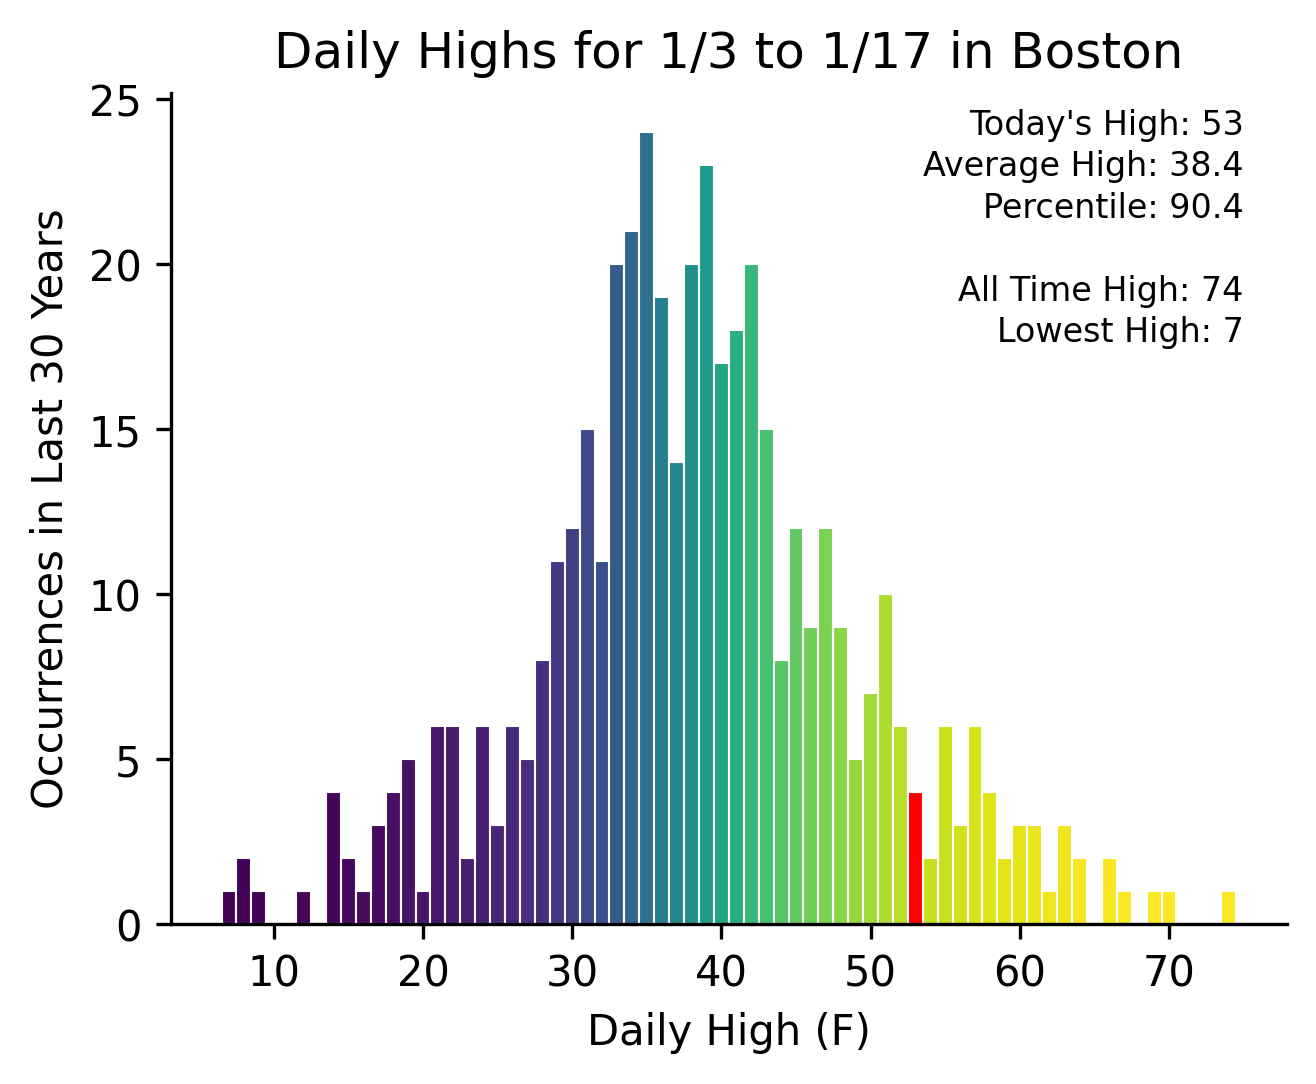 Daily Highs for 1/3 to 1/17 in Boston
Today's High: 53
Average High: 38.4
Percentile: 90.4
All Time High: 74
Lowest High: 7
Occurrences in Last 30 Years
25
20
15
10
5
0
10 20 30 40 50 60 70
Daily High (F)